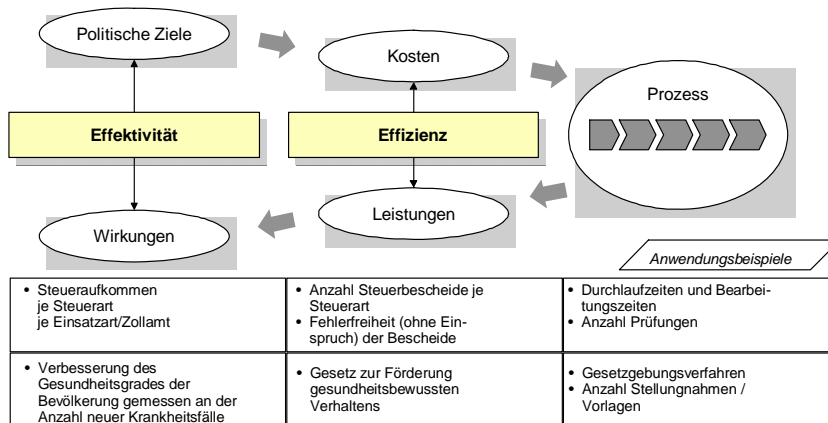 Politische Ziele
Kosten
Prozess
Effektivität
Effizienz
Wirkungen
Leistungen
Anwendungsbeispiele
• Steueraufkommen
je Steuerart
je Einsatzart/Zollamt
• Anzahl Steuerbescheide je
Steuerart
• Fehlerfreiheit (ohne Ein-
spruch) der Bescheide
• Durchlaufzeiten und Bearbei-
tungszeiten
• Anzahl Prüfungen
• Verbesserung des
Gesundheitsgrades der
Bevölkerung gemessen an der
Anzahl neuer Krankheitsfälle
• Gesetz zur Förderung
gesundheitsbewussten
Verhaltens
• Gesetzgebungsverfahren
• Anzahl Stellungnahmen /
Vorlagen